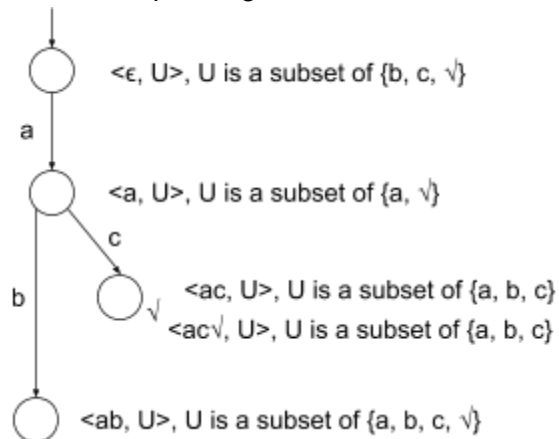 <ϵ, U>, U is a subset of {b, c, √}
a
<a, U>, U is a subset of {a, √}
c
b
√
<ac, U>, U is a subset of {a, b, c}
<ac√, U>, U is a subset of {a, b, c}
<ab, U>, U is a subset of {a, b, c, √}